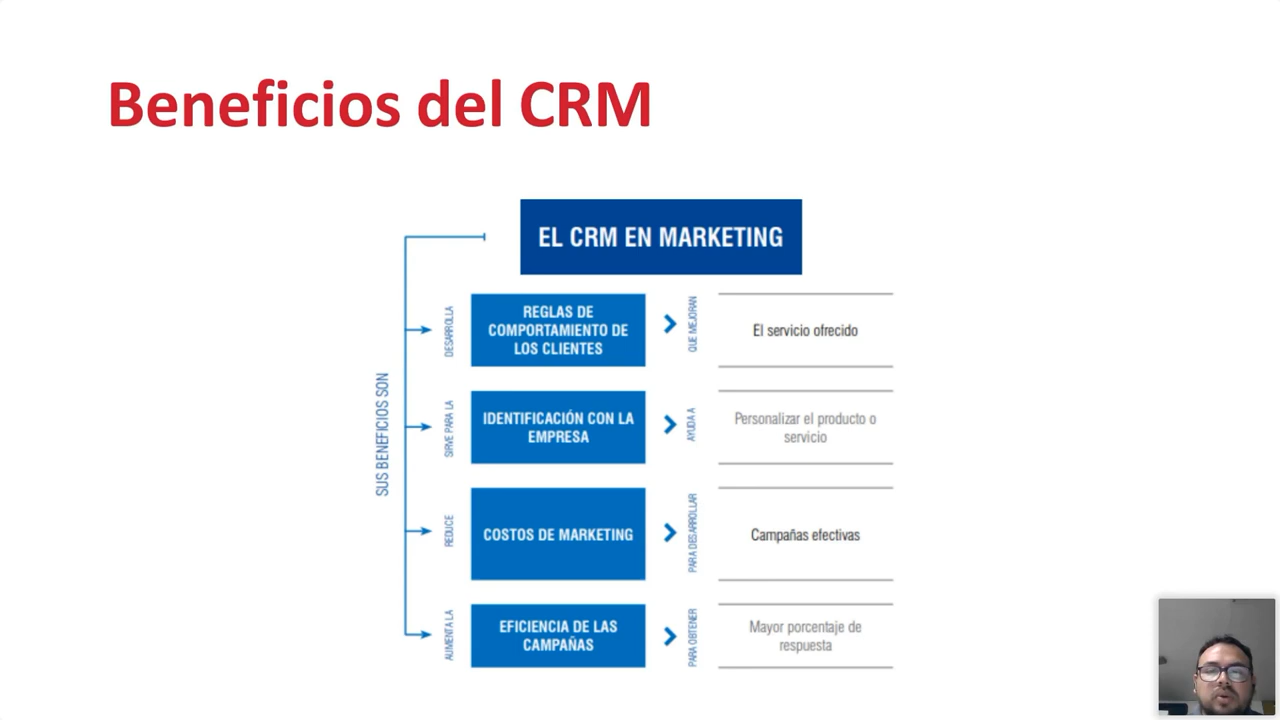 Beneficios del CRM
EL CRM EN MARKETING
SUS BENEFICIOS SON
DESARROLLA
REGLAS DE
COMPORTAMIENTO DE
LOS CLIENTES
QUE MEJORAN
El servicio ofrecido
SIRVE PARA LA
IDENTIFICACIÓN CON LA
EMPRESA
AYUDA A
Personalizar el producto o
servicio
REDUCE
COSTOS DE MARKETING
PARA DESARROLLAR
Campañas efectivas
AUMENTA LA
EFICIENCIA DE LAS
CAMPAÑAS
PARA OBTENER
Mayor porcentaje de
respuesta